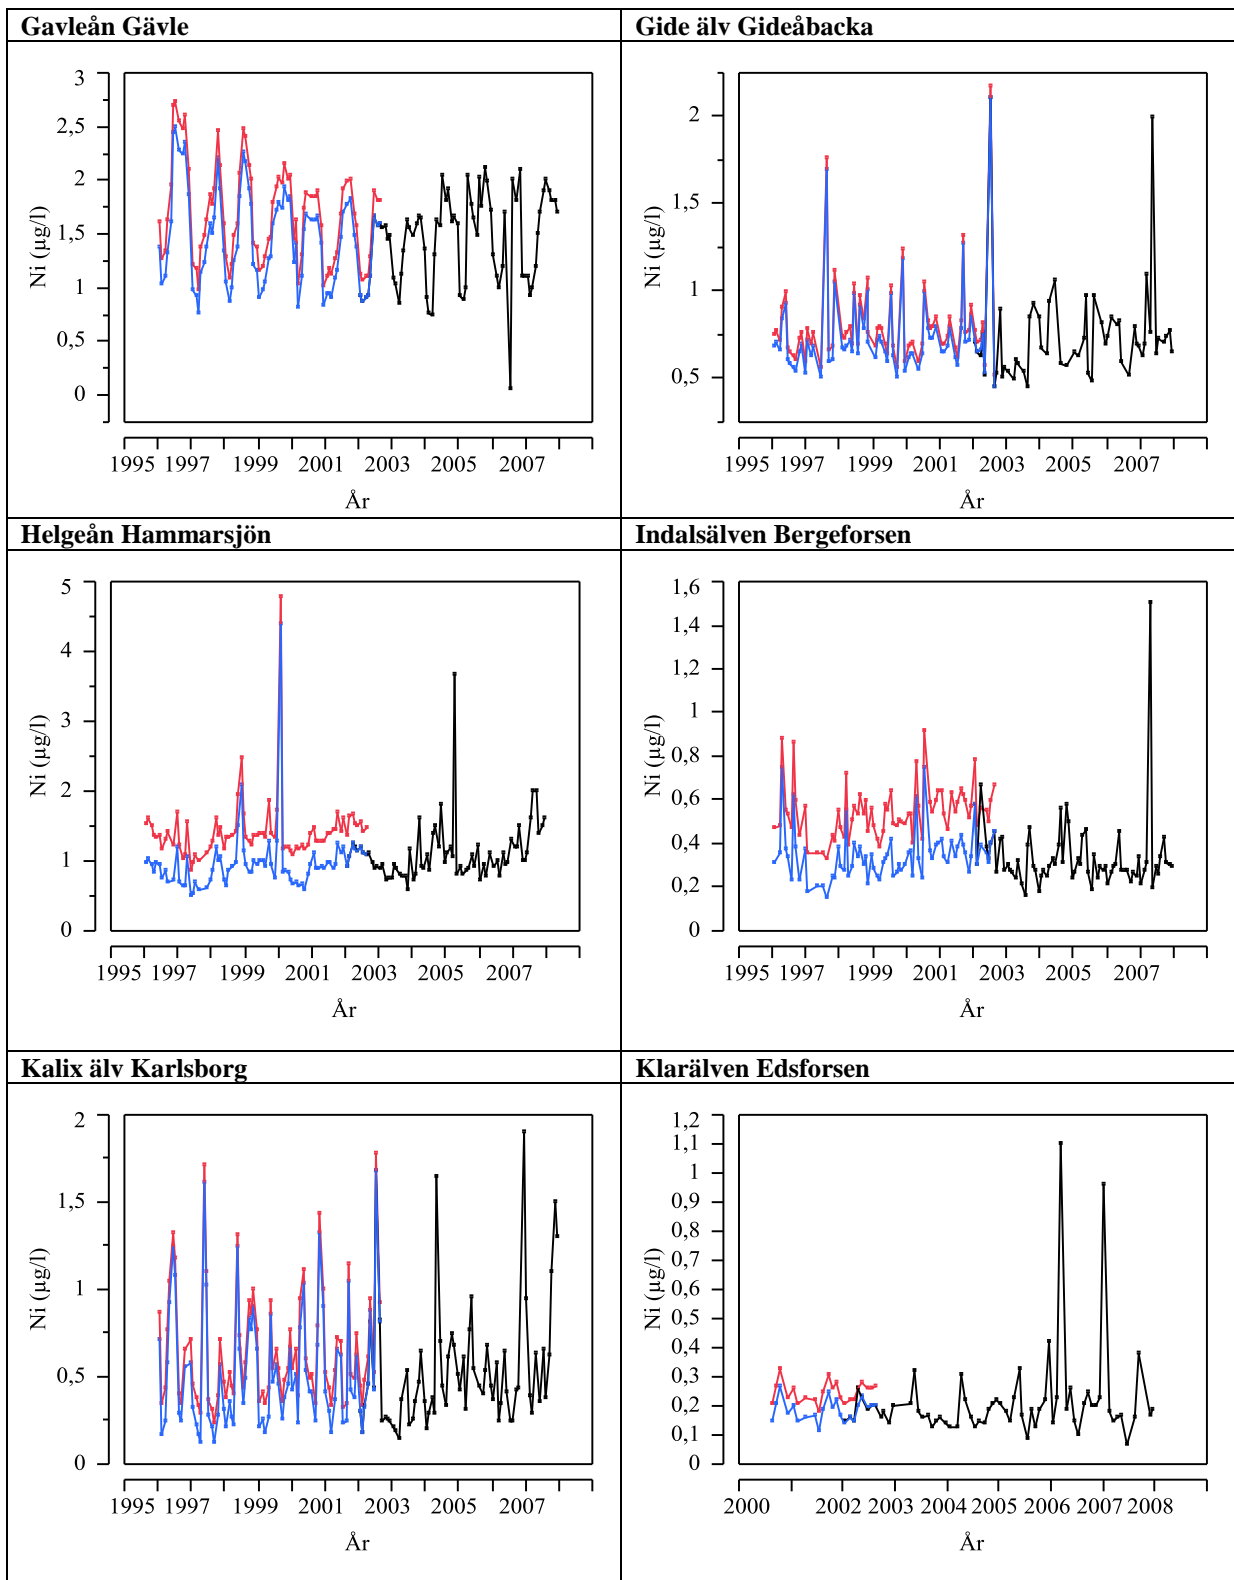 Gavleån Gävle
Gide älv Gideåbacka
3
2,5
2
1,5
1
0,5
0
Ni (µg/l)
1995 1997 1999 2001 2003 2005 2007
År
2
1,5
1
0,5
Ni (µg/l)
1995 1997 1999 2001 2003 2005 2007
År
Helgeån Hammarsjön
Indalsälven Bergeforsen
5
4
3
2
1
0
Ni (µg/l)
1995 1997 1999 2001 2003 2005 2007
År
1,6
1,4
1,2
1
0,8
0,6
0,4
0,2
0
Ni (µg/l)
1995 1997 1999 2001 2003 2005 2007
År
Kalix älv Karlsborg
Klarälven Edsforsen
2
1,5
1
0,5
0
Ni (µg/l)
1995 1997 1999 2001 2003 2005 2007
År
1,2
1,1
1
0,9
0,8
0,7
0,6
0,5
0,4
0,3
0,2
0,1
0
Ni (µg/l)
2000 2002 2003 2004 2005 2006 2007 2008
År